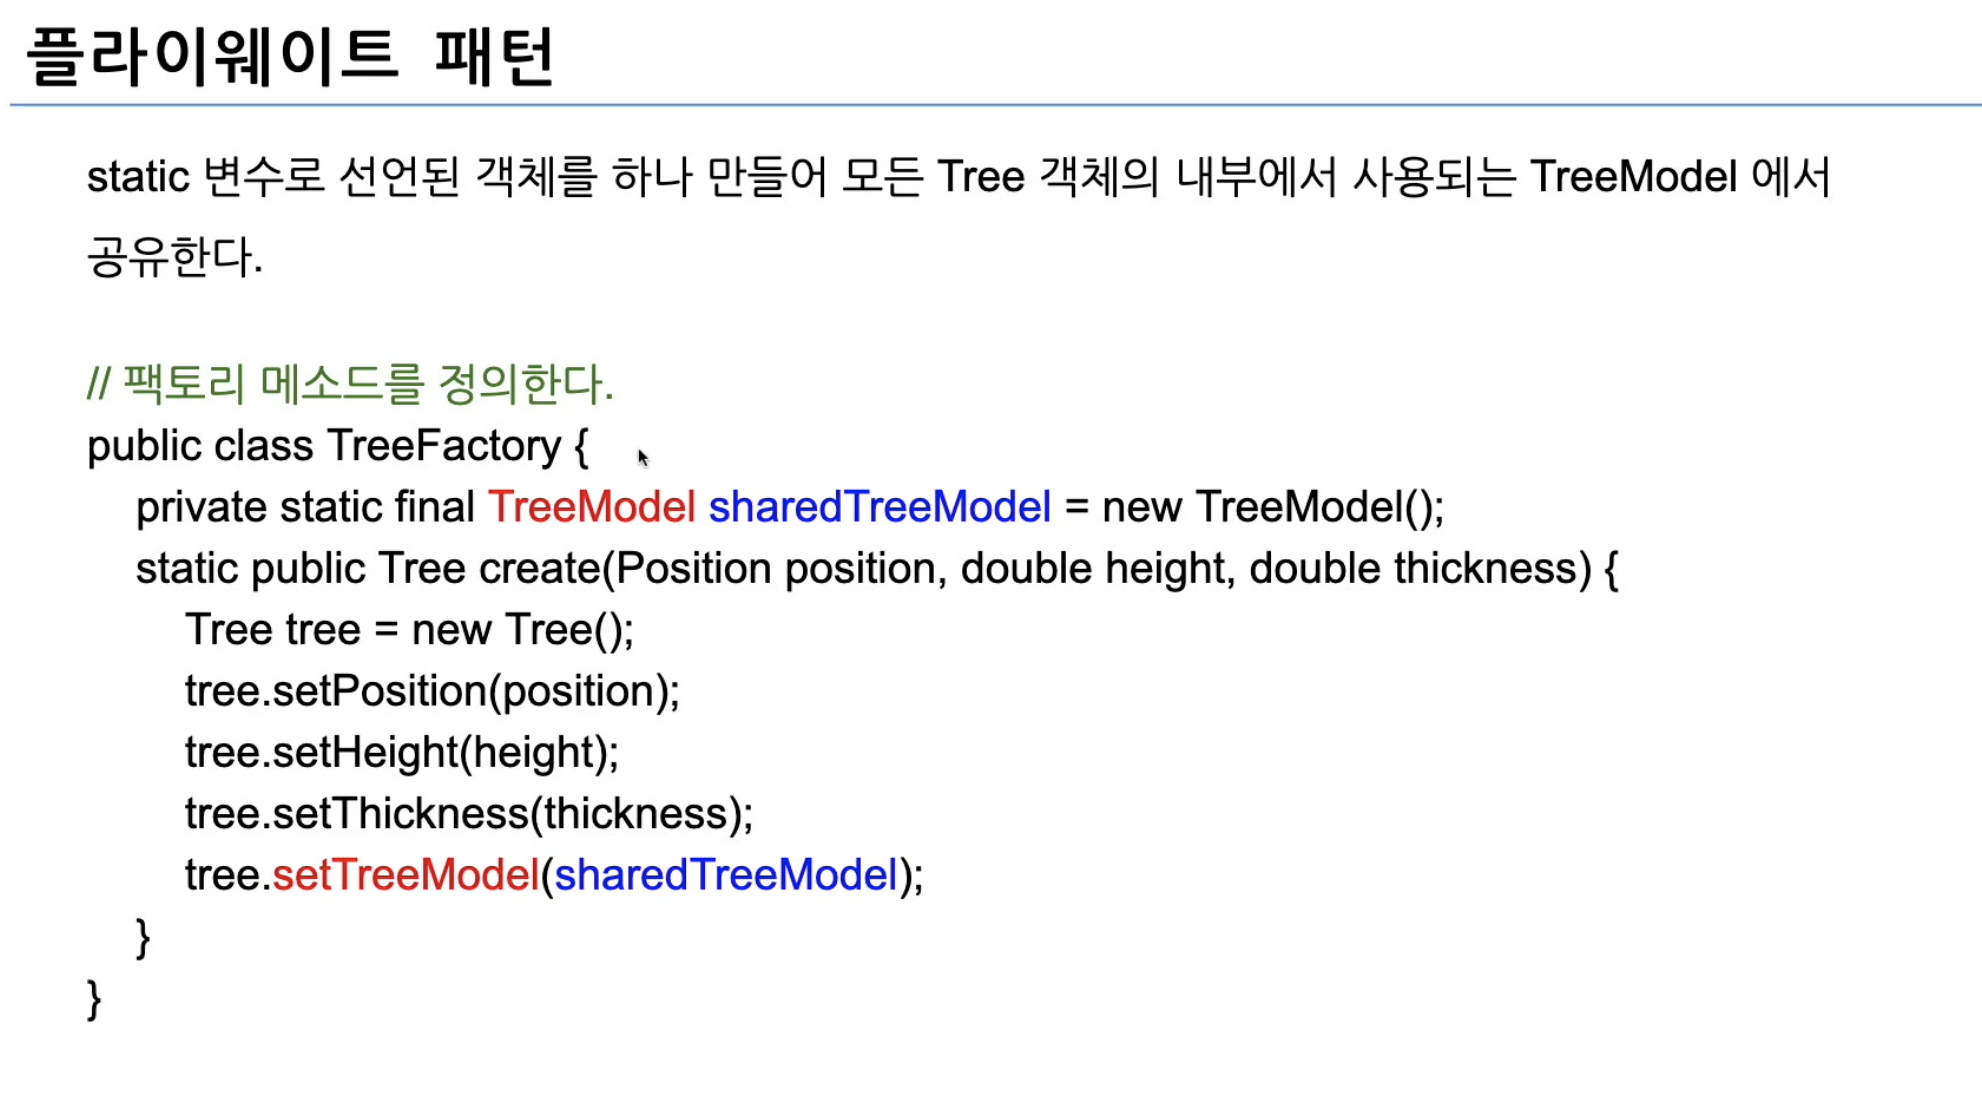 플라이웨이트 패턴
static 변수로 선언된 객체를 하나 만들어 모든 Tree 객체의 내부에서 사용되는 TreeModel 에서
공유한다.
// 팩토리 메소드를 정의한다.
public class TreeFactory {
private static final TreeModel sharedTreeModel = new TreeModel();
static public Tree create(Position position, double height, double thickness) {
Tree tree = new Tree();
tree.setPosition(position);
tree.setHeight(height);
tree.setThickness(thickness);
tree.setTreeModel(sharedTreeModel);
}
}